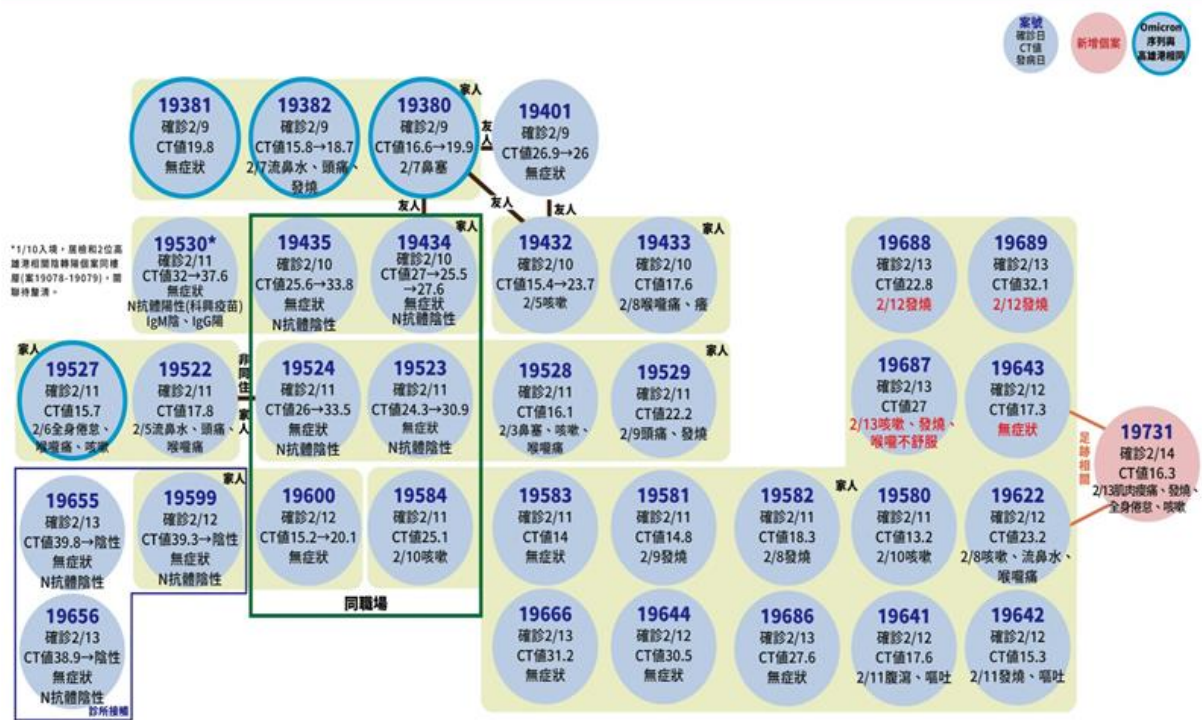 案號
確診日
CT值
發病日
新增個案
Omicron
序列與
高雄港相同
19381
確診2/9
CT值19.8
無症狀
19382
確診2/9
CT值15.8→18.7
2/7流鼻水、頭痛、
發燒
19380
確診2/9
CT值16.6→19.9
2/7鼻塞
家人
友人
19401
確診2/9
CT值26.9→26
無症狀
友人
友人
友人
*1/10入境，居檢和2位高
雄港相關陰轉陽個案同樓
層(案19078-19079)，關
聯待釐清。
19530*
確診2/11
CT值32→37.6
無症狀
N抗體陽性(科興疫苗)
IgM陰、IgG陽
19435
確診2/10
CT值25.6→33.8
無症狀
N抗體陰性
19434
確診2/10
CT值27→25.5
→27.6
無症狀
N抗體陰性
家人
19432
確診2/10
CT值15.4→23.7
2/5咳嗽
19433
確診2/10
CT值17.6
2/8喉嚨痛、癢
家人
19688
確診2/13
CT值22.8
2/12發燒
19689
確診2/13
CT值32.1
2/12發燒
家人
19527
確診2/11
CT值15.7
2/6全身倦怠、
喉嚨痛、咳嗽
19522
確診2/11
CT值17.8
2/5流鼻水、頭痛、
喉嚨痛
非同住
家人
19524
確診2/11
CT值26→33.5
無症狀
N抗體陰性
19523
確診2/11
CT值24.3→30.9
無症狀
N抗體陰性
19528
確診2/11
CT值16.1
2/3鼻塞、咳嗽、
喉嚨痛
19529
確診2/11
CT值22.2
2/9頭痛、發燒
家人
19687
確診2/13
CT值27
2/13咳嗽、發燒、
喉嚨不舒服
19643
確診2/12
CT值17.3
無症狀
足跡相關
19731
確診2/14
CT值16.3
2/13肌肉痠痛、發燒、
全身倦怠、咳嗽
19655
確診2/13
CT值39.8→陰性
無症狀
N抗體陰性
19599
確診2/12
CT值39.3→陰性
無症狀
N抗體陰性
家人
19600
確診2/12
CT值15.2→20.1
無症狀
19584
確診2/11
CT值25.1
2/10咳嗽
同職場
19583
確診2/11
CT值14
無症狀
19581
確診2/11
CT值14.8
2/9發燒
19582
確診2/11
CT值18.3
2/8發燒
家人
19580
確診2/11
CT值13.2
2/10咳嗽
19622
確診2/12
CT值23.2
2/8咳嗽、流鼻水、
喉嚨痛
19656
確診2/13
CT值38.9→陰性
無症狀
N抗體陰性
診所接觸
19666
確診2/13
CT值31.2
無症狀
19644
確診2/12
CT值30.5
無症狀
19686
確診2/13
CT值27.6
無症狀
19641
確診2/12
CT值17.6
2/11腹瀉、嘔吐
19642
確診2/12
CT值15.3
2/11發燒、嘔吐